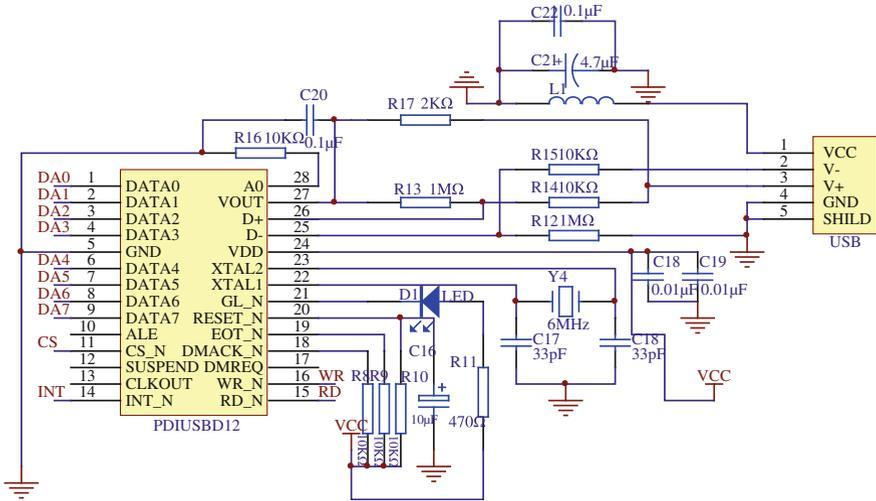 C22 0.1μF
C21 + 4.7μF
L1
C20
0.1μF
R17 2KΩ
R16 10KΩ
R15 10KΩ
R13 1MΩ
R14 10KΩ
R12 1MΩ
1 VCC
2 V-
3 V+
4 GND
5 SHILD
USB
DA0 1 DATA0 A0 28
DA1 2 DATA1 VOUT 27
DA2 3 DATA2 D+ 26
DA3 4 DATA3 D- 25
5 GND VDD 24
DA4 6 DATA4 XTAL2 23
DA5 7 DATA5 XTAL1 22
DA6 8 DATA6 GL_N 21
DA7 9 DATA7 RESET_N 20
10 ALE EOT_N 19
CS 11 CS_N DMACK_N 18
12 SUSPEND DMREQ 17
13 CLKOUT WR_N 16 WR
INT 14 INT_N RD_N 15 RD
PDIUSBD12
D1 LED
Y4
6MHz
C18
0.01μF
C19
0.01μF
C17
33pF
C18
33pF
C16
+
10μF
R8 R9 R10
10KΩ 10KΩ 10KΩ
R11
470Ω
VCC
VCC